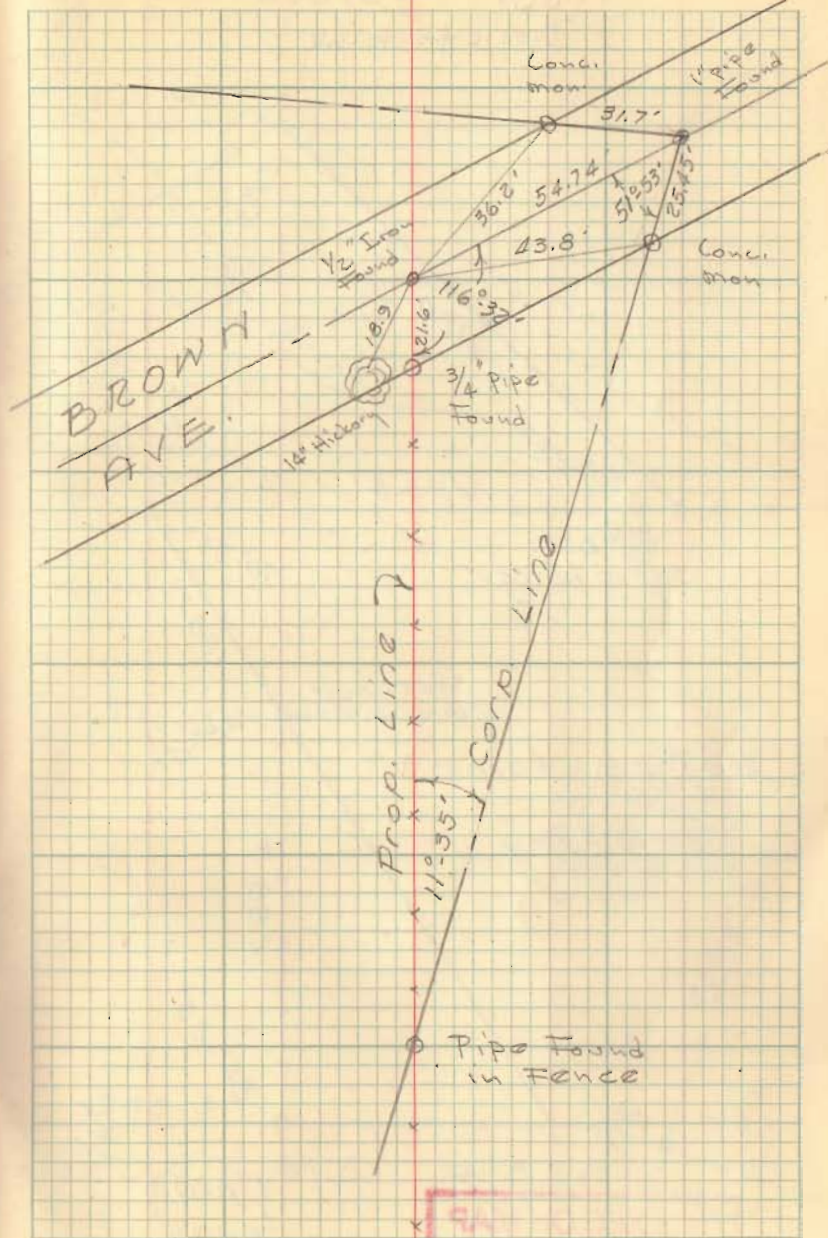 Conc.
Mon.
1" Pipe
Found
31.7'
54.74'
36.2'
51°-53'
25.45'
43.8'
Conc.
Mon
1/2" Iron
Found
116°-32'
18.9
21.6'
3/4" Pipe
Found
BROWN
AVE.
14" Hickory
Prop. Line
Corp. Line
11°-35'
Pipe Found
in Fence